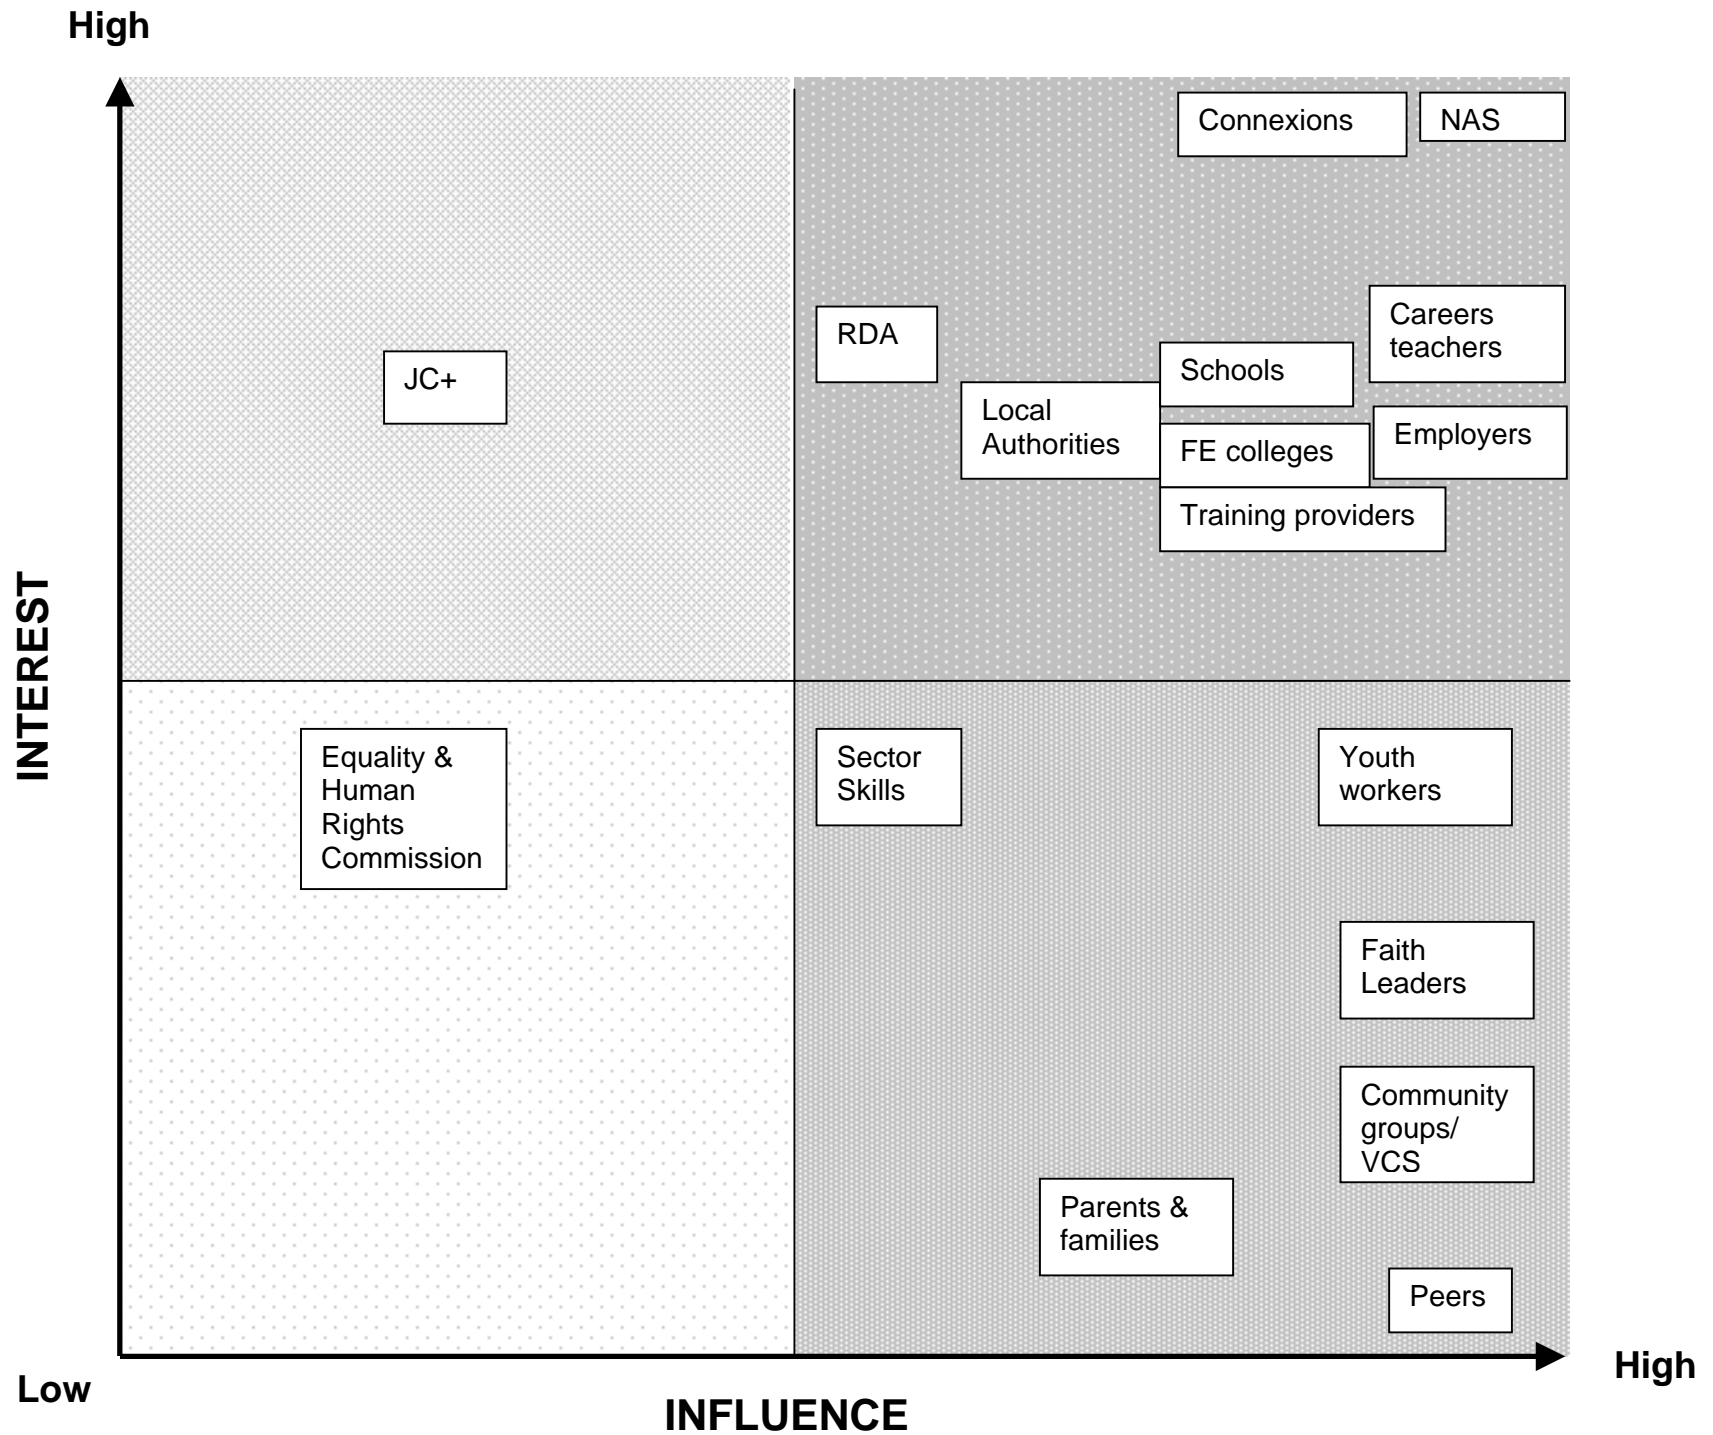 High
Connexions
NAS
Careers
teachers
RDA
Schools
JC+
Local
Authorities
Employers
FE colleges
Training providers
INTEREST
Equality &
Human
Rights
Commission
Sector
Skills
Youth
workers
Faith
Leaders
Community
groups/
VCS
Parents &
families
Peers
Low
High
INFLUENCE